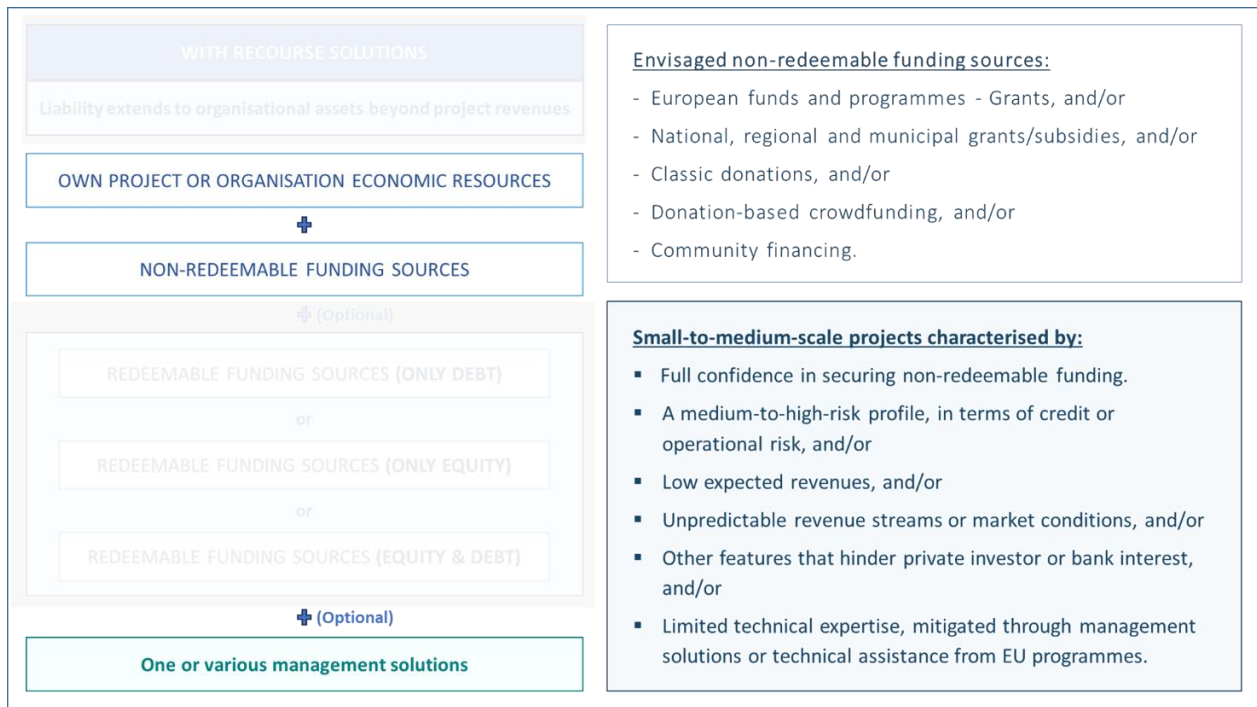 WITH RECOURSE SOLUTIONS
Liability extends to organisational assets beyond project revenues
OWN PROJECT OR ORGANISATION ECONOMIC RESOURCES
NON-REDEEMABLE FUNDING SOURCES
(Optional)
REDEEMABLE FUNDING SOURCES (ONLY DEBT)
or
REDEEMABLE FUNDING SOURCES (ONLY EQUITY)
or
REDEEMABLE FUNDING SOURCES (EQUITY & DEBT)
(Optional)
One or various management solutions
Envisaged non-redeemable funding sources:
- European funds and programmes - Grants, and/or
- National, regional and municipal grants/subsidies, and/or
- Classic donations, and/or
- Donation-based crowdfunding, and/or
- Community financing.
Small-to-medium-scale projects characterised by:
▪ Full confidence in securing non-redeemable funding.
▪ A medium-to-high-risk profile, in terms of credit or
operational risk, and/or
▪ Low expected revenues, and/or
▪ Unpredictable revenue streams or market conditions, and/or
▪ Other features that hinder private investor or bank interest,
and/or
▪ Limited technical expertise, mitigated through management
solutions or technical assistance from EU programmes.